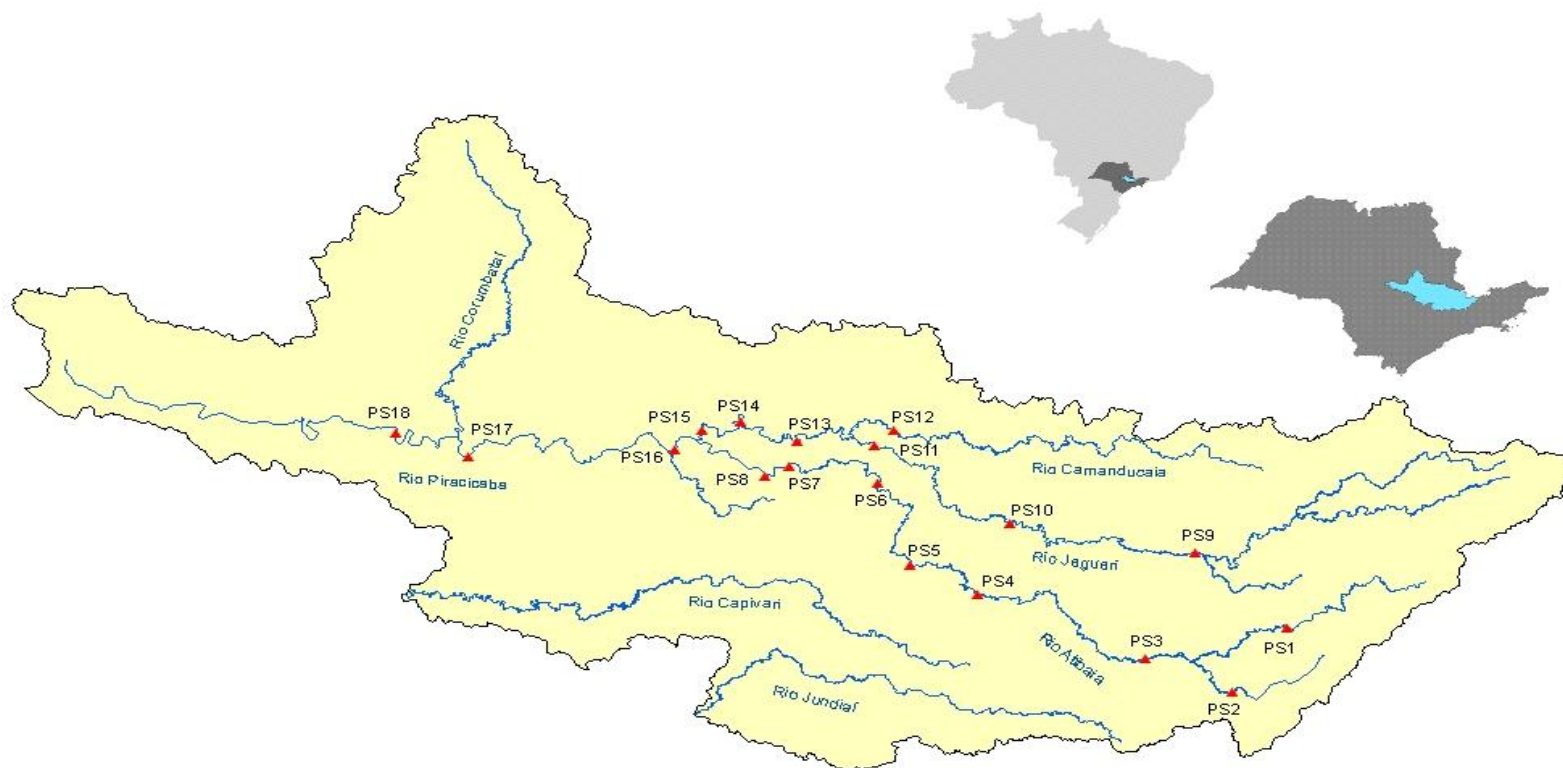 Rio Corumbataí
PS18
PS17
Rio Piracicaba
PS15
PS14
PS13
PS12
PS16
PS8
PS7
PS11
PS6
Rio Camanducaia
PS10
PS9
Rio Jaguari
PS5
PS4
Rio Capivari
PS3
PS1
Rio Atibaia
PS2
Rio Jundiaí